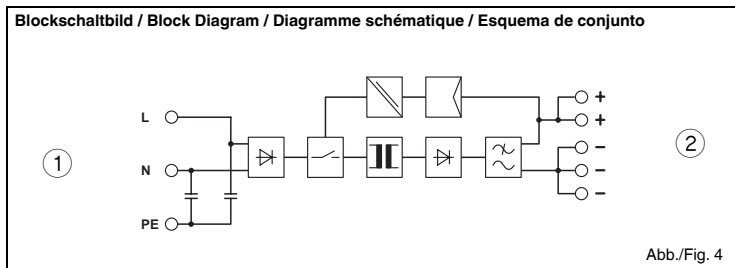 Blockschaltbild / Block Diagram / Diagramme schématique / Esquema de conjunto
L
N
PE
1
2
+
+
−
−
−
Abb./Fig. 4